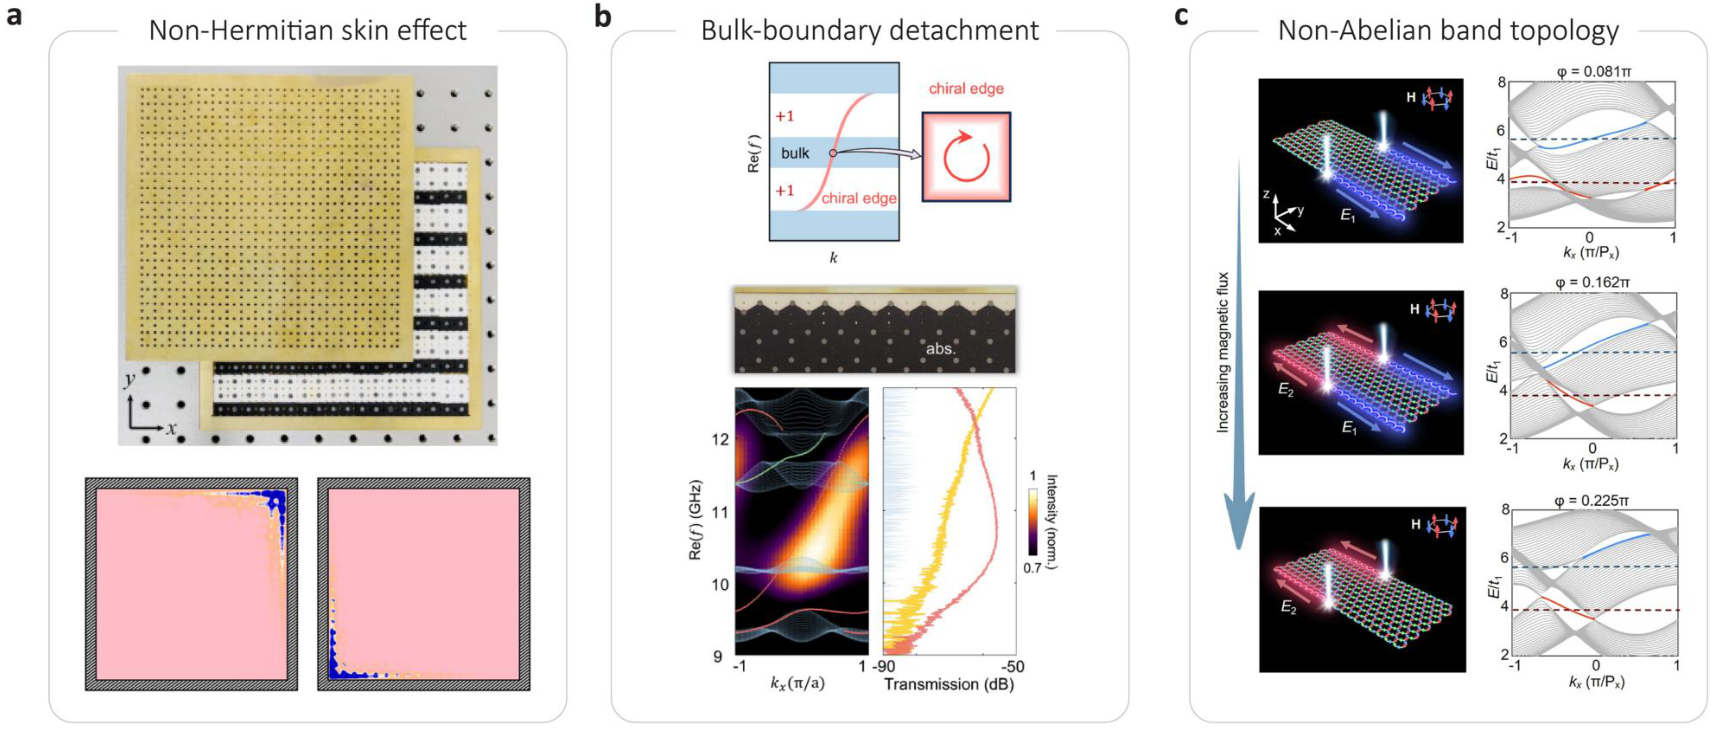 a
Non-Hermitian skin effect
y
x
b
Bulk-boundary detachment
Re(f)
+1
bulk
+1
chiral edge
k
chiral edge
abs.
Re(f) (GHz)
12
11
10
9
-1
1
kₓ(π/a)
1
Intensity (norm.)
0.7
-90
-50
Transmission (dB)
c
Non-Abelian band topology
Increasing magnetic flux
H
z
y
x
E₁
φ = 0.081π
E/t₁
8
6
4
2
-1
0
1
kₓ (π/Pₓ)
H
E₂
E₁
φ = 0.162π
E/t₁
8
6
4
2
-1
0
1
kₓ (π/Pₓ)
H
E₂
φ = 0.225π
E/t₁
8
6
4
2
-1
0
1
kₓ (π/Pₓ)